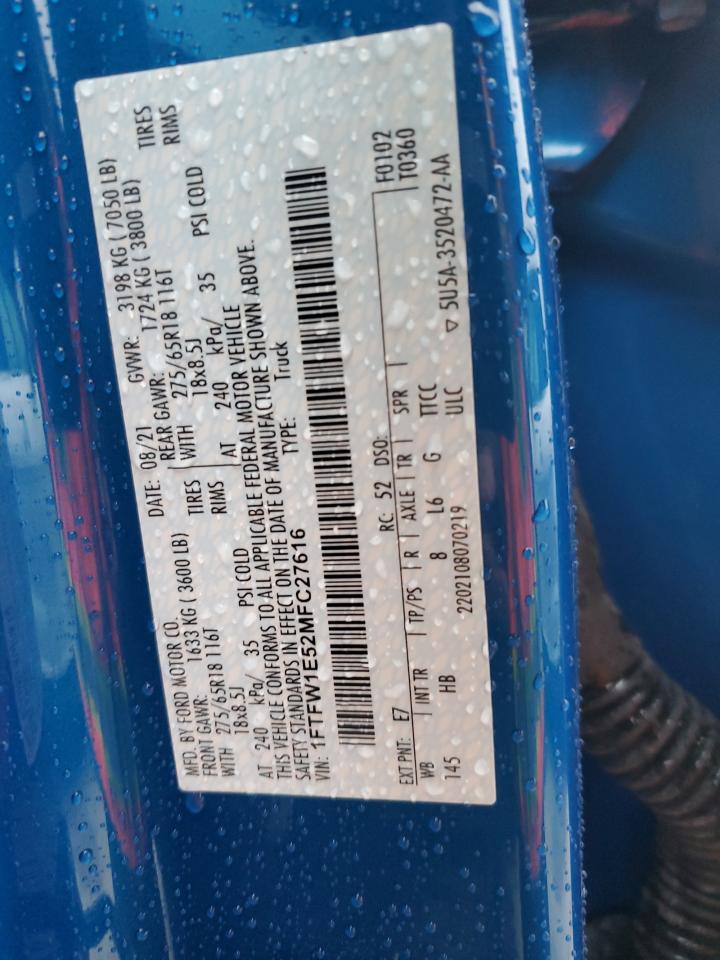 MFD. BY FORD MOTOR CO.
DATE: 08/21 GVWR: 3198 KG ( 7050 LB)
FRONT GAWR: 1633 KG ( 3600 LB)
REAR GAWR: 1724 KG ( 3800 LB)
WITH 275/65R18 116T TIRES
WITH 275/65R18 116T TIRES
18x8.5J RIMS
18x8.5J RIMS
AT 240 kPa/ 35 PSI COLD
AT 240 kPa/ 35 PSI COLD
THIS VEHICLE CONFORMS TO ALL APPLICABLE FEDERAL MOTOR VEHICLE
SAFETY STANDARDS IN EFFECT ON THE DATE OF MANUFACTURE SHOWN ABOVE.
VIN: 1FTFW1E52MFC27616 TYPE: Truck
EXT PNT: E7 RC: 52 DSO: F0102
T0360
WB INT TR TP/PS R AXLE TR SPR
145 HB 8 L6 G TTCC
2202108070219 ULC
▽ 5U5A-3520472-AA